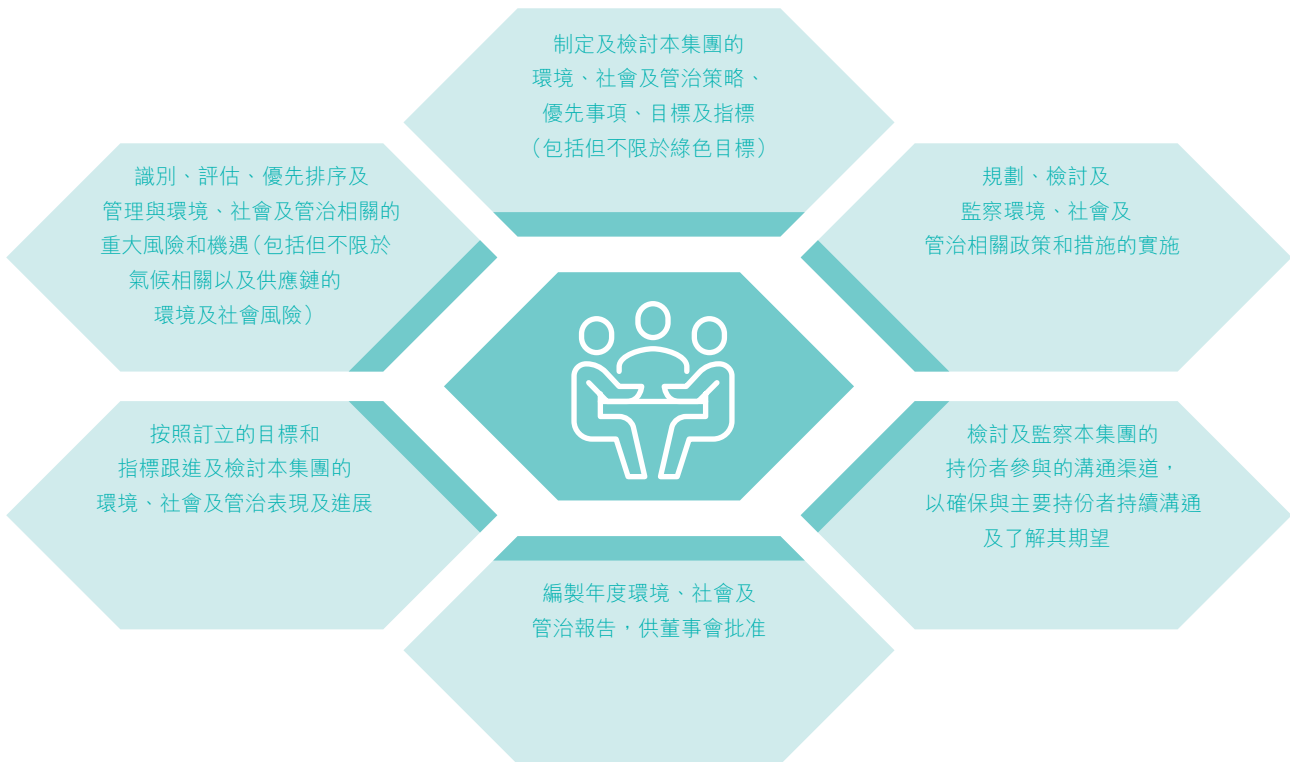 制定及檢討本集團的
環境、社會及管治策略、
優先事項、目標及指標
（包括但不限於綠色目標）
識別、評估、優先排序及
管理與環境、社會及管治相關的
重大風險和機遇（包括但不限於
氣候相關以及供應鏈的
環境及社會風險）
規劃、檢討及
監察環境、社會及
管治相關政策和措施的實施
按照訂立的目標和
指標跟進及檢討本集團的
環境、社會及管治表現及進展
檢討及監察本集團的
持份者參與的溝通渠道，
以確保與主要持份者持續溝通
及了解其期望
編製年度環境、社會及
管治報告，供董事會批准